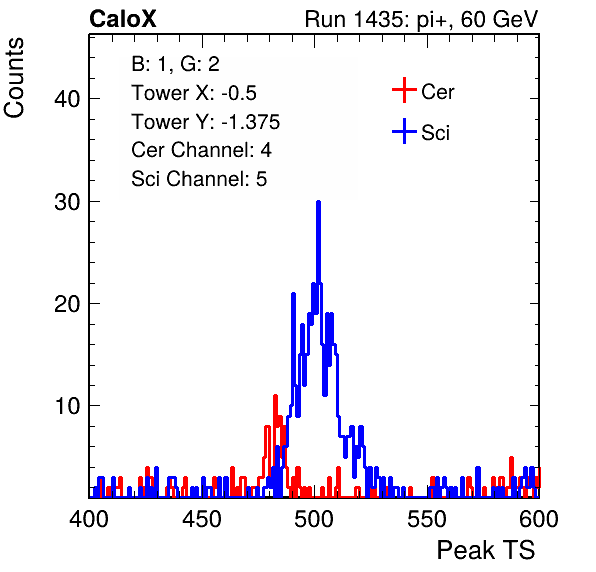 CaloX Run 1435: pi+, 60 GeV
Counts
B: 1, G: 2
Tower X: -0.5
Tower Y: -1.375
Cer Channel: 4
Sci Channel: 5
Cer
Sci
40
30
20
10
400 450 500 550 600
Peak TS